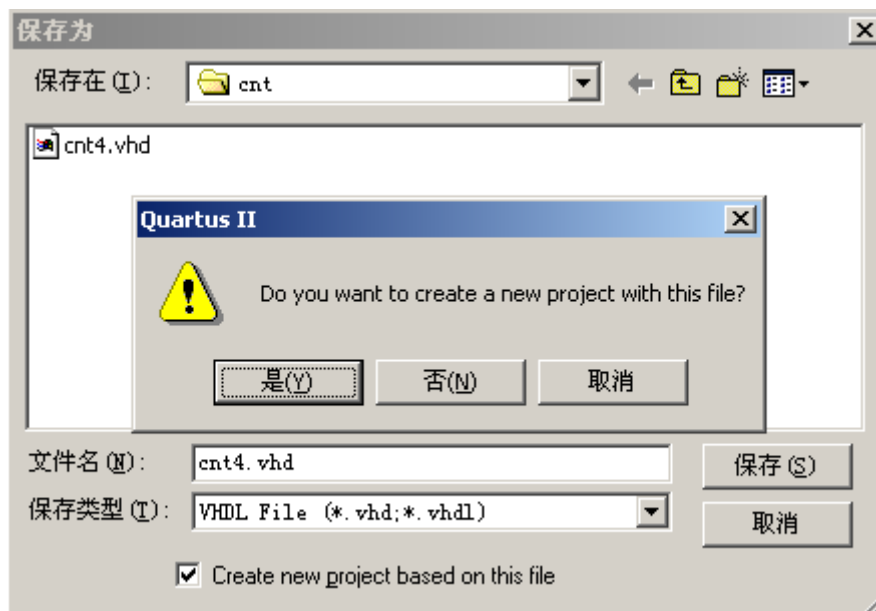 保存为
保存在(I):
cnt
cnt4.vhd
Quartus II
Do you want to create a new project with this file?
是(Y)
否(N)
取消
文件名(N):
cnt4.vhd
保存(S)
保存类型(T):
VHDL File (*.vhd;*.vhdl)
取消
Create new project based on this file